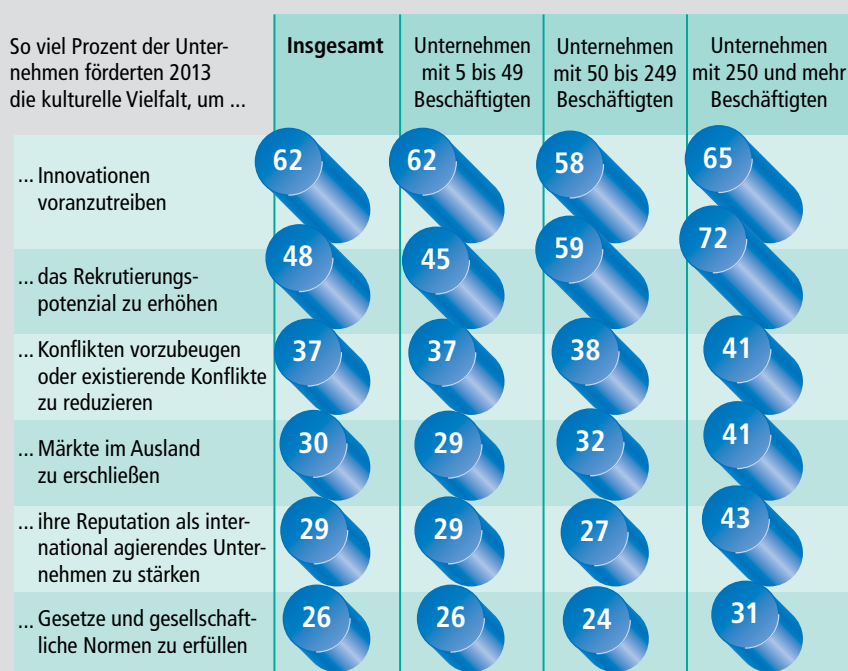 So viel Prozent der Unter-
nehmen förderten 2013
die kulturelle Vielfalt, um ...
Insgesamt
Unternehmen
mit 5 bis 49
Beschäftigten
Unternehmen
mit 50 bis 249
Beschäftigten
Unternehmen
mit 250 und mehr
Beschäftigten
... Innovationen
voranzutreiben
62 62 58 65
... das Rekrutierungs-
potenzial zu erhöhen
48 45 59 72
... Konflikten vorzubeugen
oder existierende Konflikte
zu reduzieren
37 37 38 41
... Märkte im Ausland
zu erschließen
30 29 32 41
... ihre Reputation als inter-
national agierendes Unter-
nehmen zu stärken
29 29 27 43
... Gesetze und gesellschaft-
liche Normen zu erfüllen
26 26 24 31